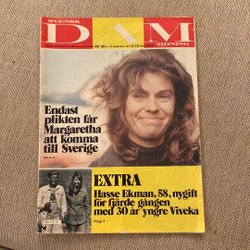 SVENSK
DAM
TIDNING
Endast
plikten får
Margaretha
att komma
till Sverige
EXTRA
Hasse Ekman, 58, nygift
för fjärde gången
med 30 år yngre Viveka